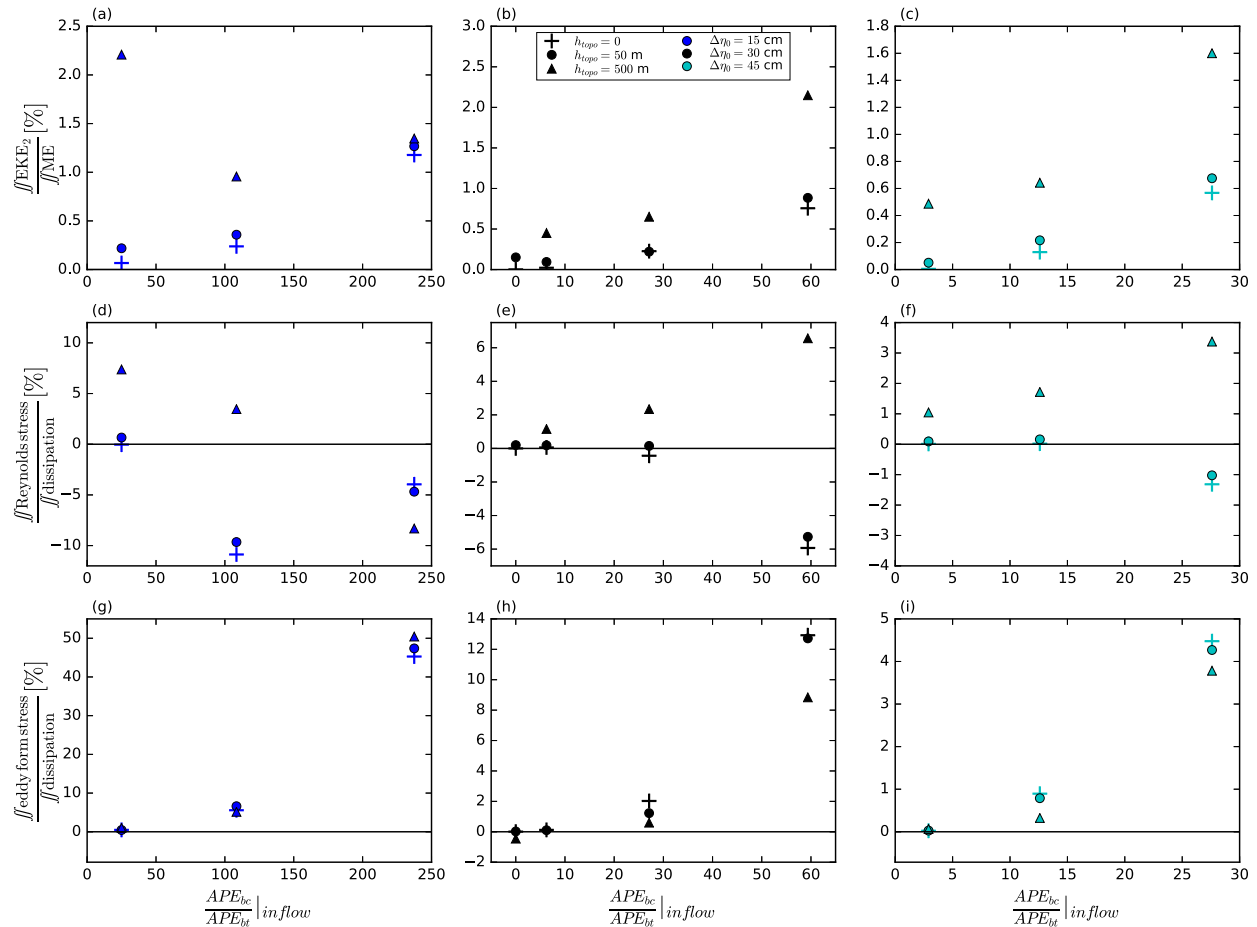 (a)
(b)
(c)
3.0
2.5
2.0
1.5
1.0
0.5
0.0
2.5
2.0
1.5
1.0
0.5
0.0
1.8
1.6
1.4
1.2
1.0
0.8
0.6
0.4
0.2
0.0
∬EKE₂ / ∬ME [%]
h_topo = 0
h_topo = 50 m
h_topo = 500 m
Δη₀ = 15 cm
Δη₀ = 30 cm
Δη₀ = 45 cm
0 50 100 150 200 250
0 10 20 30 40 50 60
0 5 10 15 20 25 30
(d)
(e)
(f)
10
5
0
−5
−10
6
4
2
0
−2
−4
−6
4
3
2
1
0
−1
−2
−3
−4
∬Reynolds stress / ∬dissipation [%]
0 50 100 150 200 250
0 10 20 30 40 50 60
0 5 10 15 20 25 30
(g)
(h)
(i)
50
40
30
20
10
0
14
12
10
8
6
4
2
0
−2
5
4
3
2
1
0
∬eddy form stress / ∬dissipation [%]
0 50 100 150 200 250
0 10 20 30 40 50 60
0 5 10 15 20 25 30
APE_bc / APE_bt |inflow
APE_bc / APE_bt |inflow
APE_bc / APE_bt |inflow